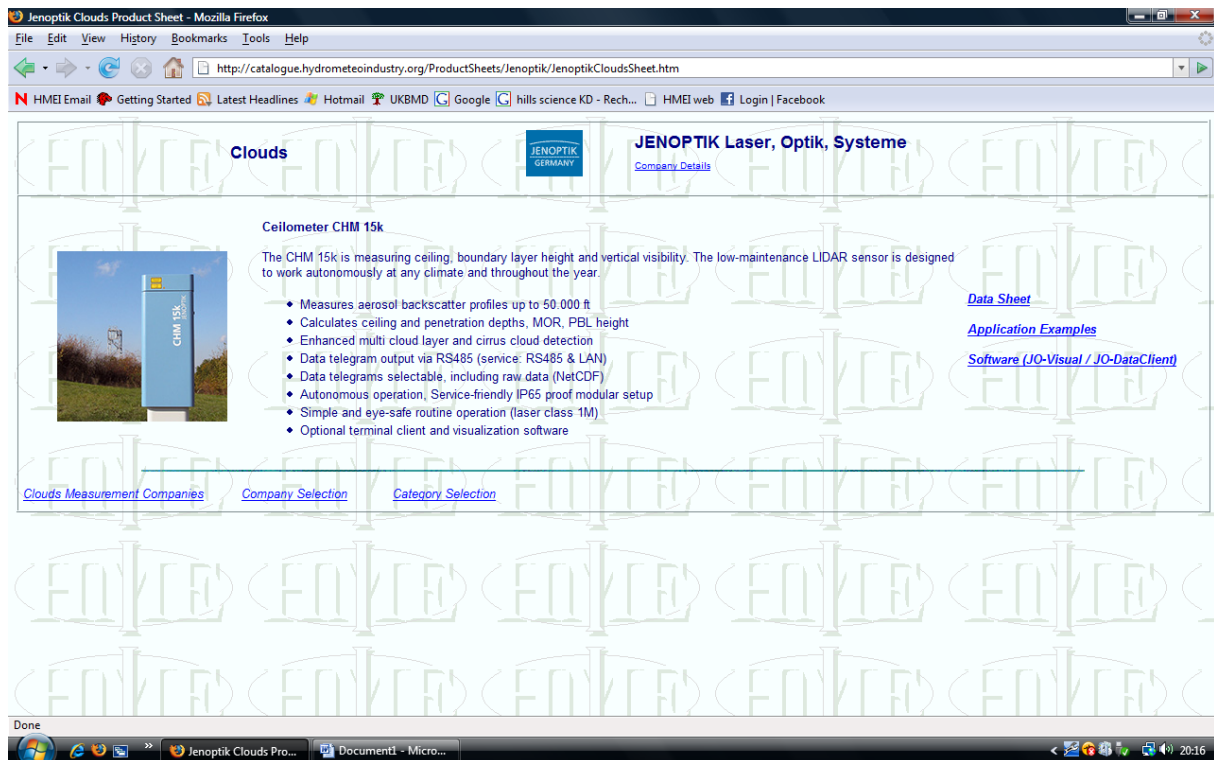 Jenoptik Clouds Product Sheet - Mozilla Firefox
File Edit View History Bookmarks Tools Help
http://catalogue.hydrometeoindustry.org/ProductSheets/Jenoptik/JenoptikCloudsSheet.htm
HMEI Email Getting Started Latest Headlines Hotmail UKBMD Google hills science KD - Rech... HMEI web Login | Facebook
Clouds
JENOPTIK
GERMANY
JENOPTIK Laser, Optik, Systeme
Company Details
Ceilometer CHM 15k
The CHM 15k is measuring ceiling, boundary layer height and vertical visibility. The low-maintenance LIDAR sensor is designed
to work autonomously at any climate and throughout the year.
CHM 15k
JENOPTIK
Measures aerosol backscatter profiles up to 50.000 ft
Calculates ceiling and penetration depths, MOR, PBL height
Enhanced multi cloud layer and cirrus cloud detection
Data telegram output via RS485 (service: RS485 & LAN)
Data telegrams selectable, including raw data (NetCDF)
Autonomous operation, Service-friendly IP65 proof modular setup
Simple and eye-safe routine operation (laser class 1M)
Optional terminal client and visualization software
Data Sheet
Application Examples
Software (JO-Visual / JO-DataClient)
Clouds Measurement Companies Company Selection Category Selection
Done
Jenoptik Clouds Pro... Document1 - Micro... 20:16